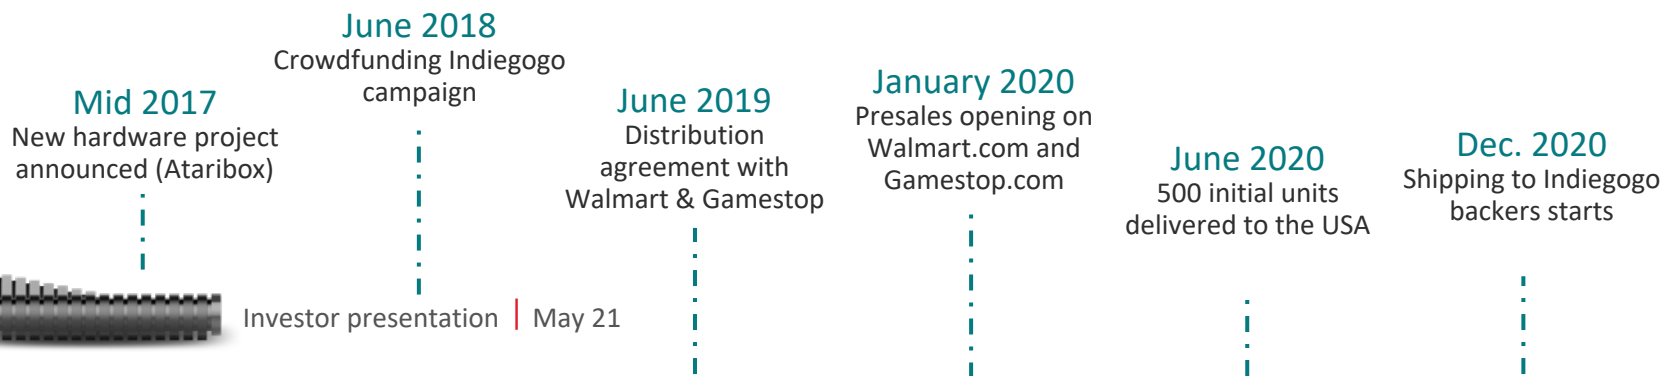 Mid 2017
New hardware project
announced (Ataribox)
June 2018
Crowdfunding Indiegogo
campaign
June 2019
Distribution
agreement with
Walmart & Gamestop
January 2020
Presales opening on
Walmart.com and
Gamestop.com
June 2020
500 initial units
delivered to the USA
Dec. 2020
Shipping to Indiegogo
backers starts
Investor presentation | May 21